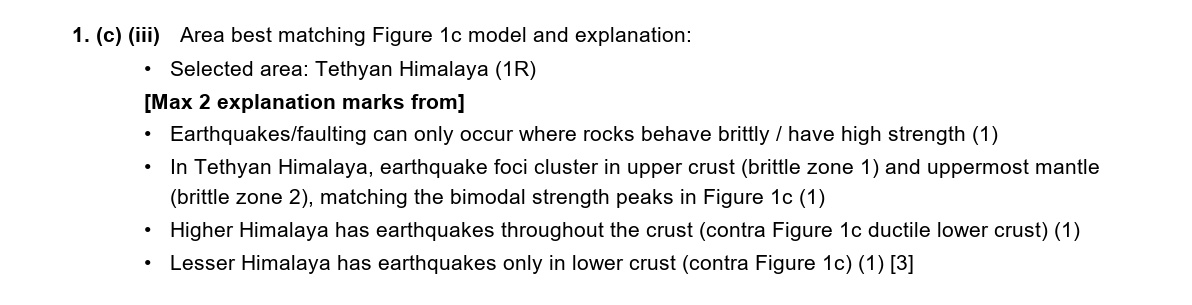 1. (c) (iii) Area best matching Figure 1c model and explanation:
• Selected area: Tethyan Himalaya (1R)
[Max 2 explanation marks from]
• Earthquakes/faulting can only occur where rocks behave brittly / have high strength (1)
• In Tethyan Himalaya, earthquake foci cluster in upper crust (brittle zone 1) and uppermost mantle
(brittle zone 2), matching the bimodal strength peaks in Figure 1c (1)
• Higher Himalaya has earthquakes throughout the crust (contra Figure 1c ductile lower crust) (1)
• Lesser Himalaya has earthquakes only in lower crust (contra Figure 1c) (1) [3]